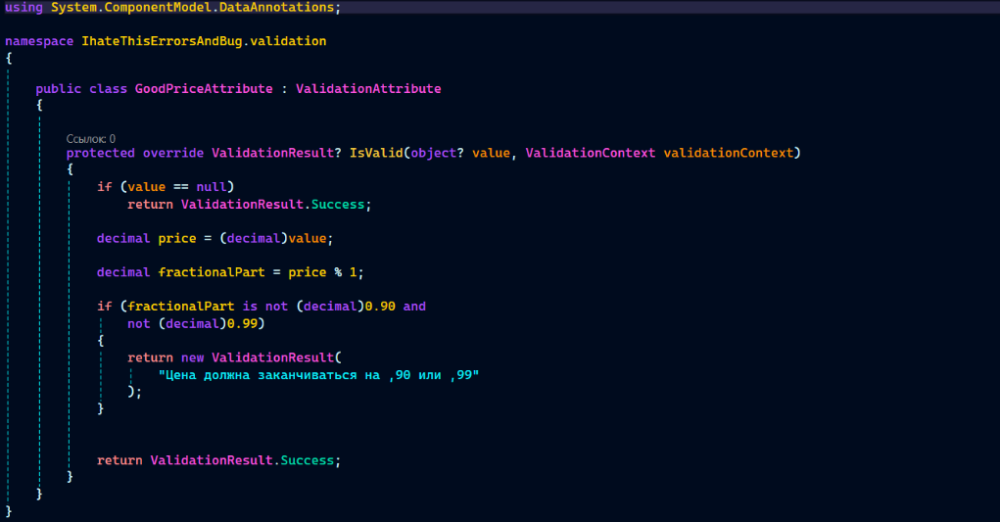 using System.ComponentModel.DataAnnotations;
namespace IhateThisErrorsAndBug.validation
{
public class GoodPriceAttribute : ValidationAttribute
{
Ссылок: 0
protected override ValidationResult? IsValid(object? value, ValidationContext validationContext)
{
if (value == null)
return ValidationResult.Success;
decimal price = (decimal)value;
decimal fractionalPart = price % 1;
if (fractionalPart is not (decimal)0.90 and
not (decimal)0.99)
{
return new ValidationResult(
"Цена должна заканчиваться на ,90 или ,99"
);
}
return ValidationResult.Success;
}
}
}